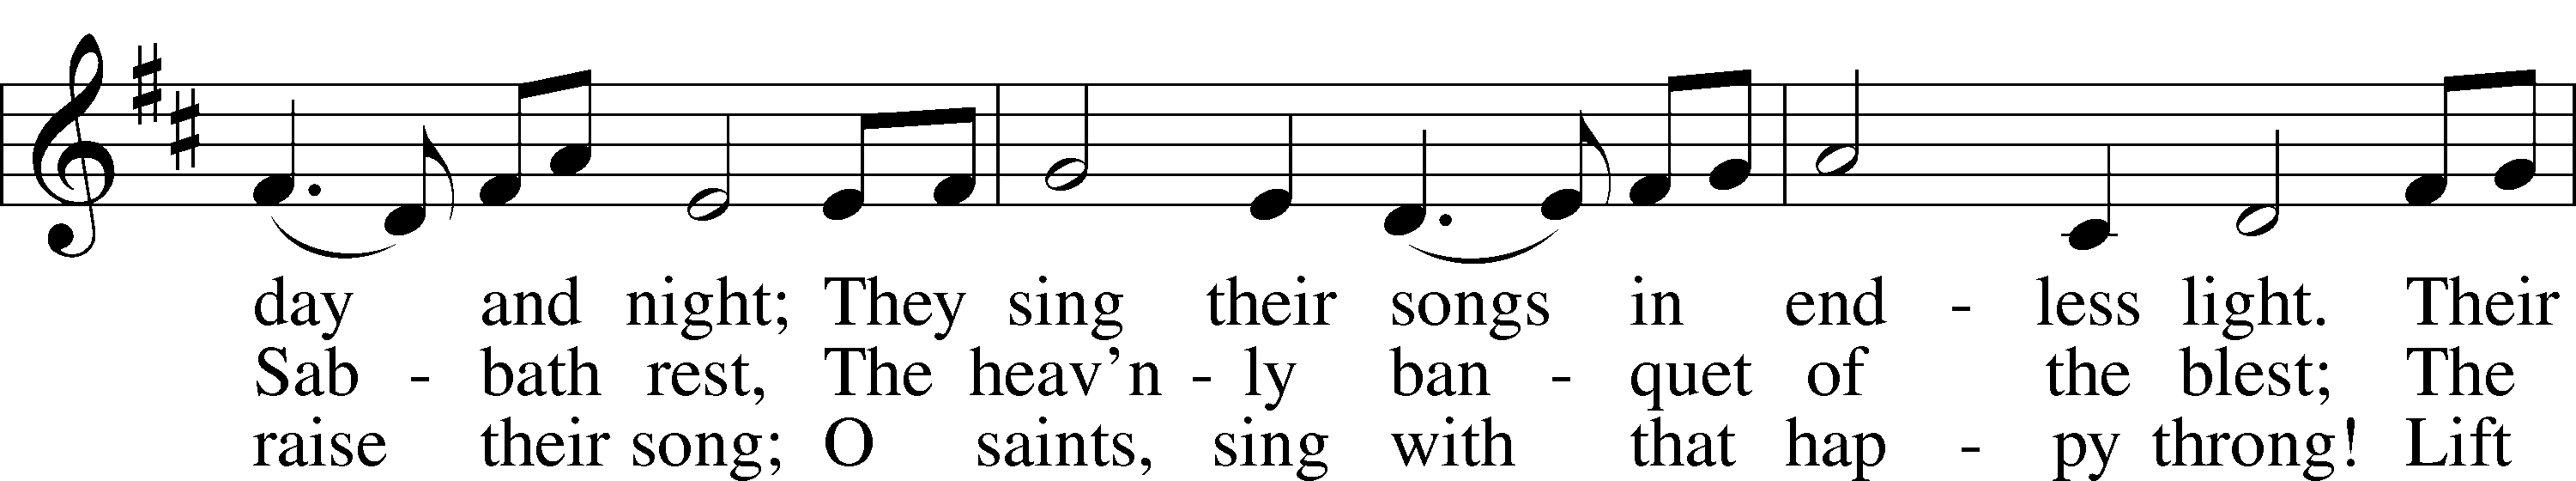 day and night; They sing their songs in end - less light. Their
Sab - bath rest, The heav’n - ly ban - quet of the blest; The
raise their song; O saints, sing with that hap - py throng! Lift